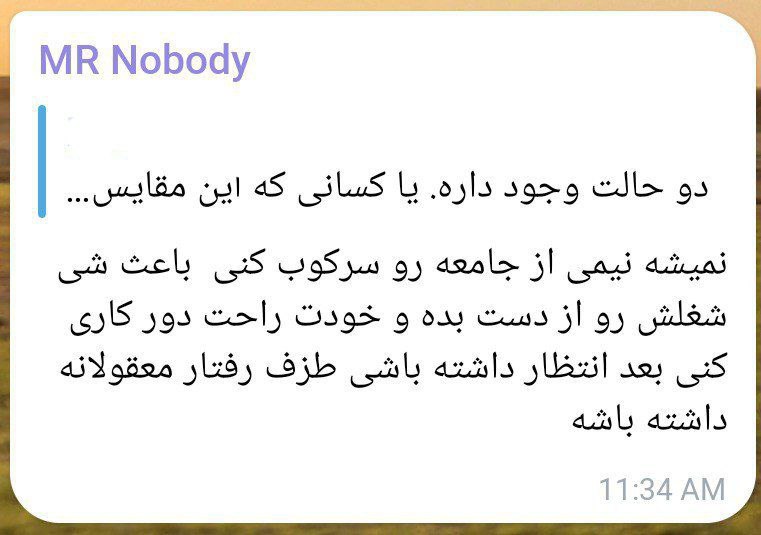 MR Nobody
دو حالت وجود داره. یا کسانی که این مقایس...
نمیشه نیمی از جامعه رو سرکوب کنی  باعث شی
شغلش رو از دست بده و خودت راحت دور کاری
کنی بعد انتظار داشته باشی طزف رفتار معقولانه
داشته باشه
11:34 AM